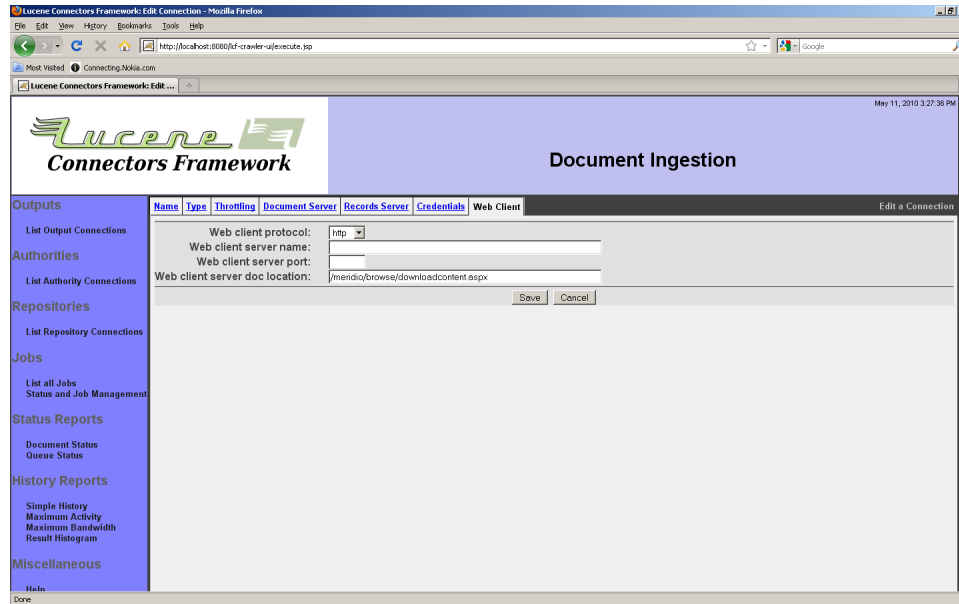 Lucene Connectors Framework: Edit Connection - Mozilla Firefox
File Edit View History Bookmarks Tools Help
http://localhost:8080/lcf-crawler-ui/execute.jsp
Google
Most Visited Connecting.Nokia.com
Lucene Connectors Framework: Edit ...
May 11, 2010 3:27:36 PM
Lucene
Connectors Framework
Document Ingestion
Outputs
Name Type Throttling Document Server Records Server Credentials Web Client
Edit a Connection
List Output Connections
Web client protocol: http
Web client server name:
Web client server port:
Web client server doc location: /meridio/browse/downloadcontent.aspx
Save Cancel
Authorities
List Authority Connections
Repositories
List Repository Connections
Jobs
List all Jobs
Status and Job Management
Status Reports
Document Status
Queue Status
History Reports
Simple History
Maximum Activity
Maximum Bandwidth
Result Histogram
Miscellaneous
Help
Done